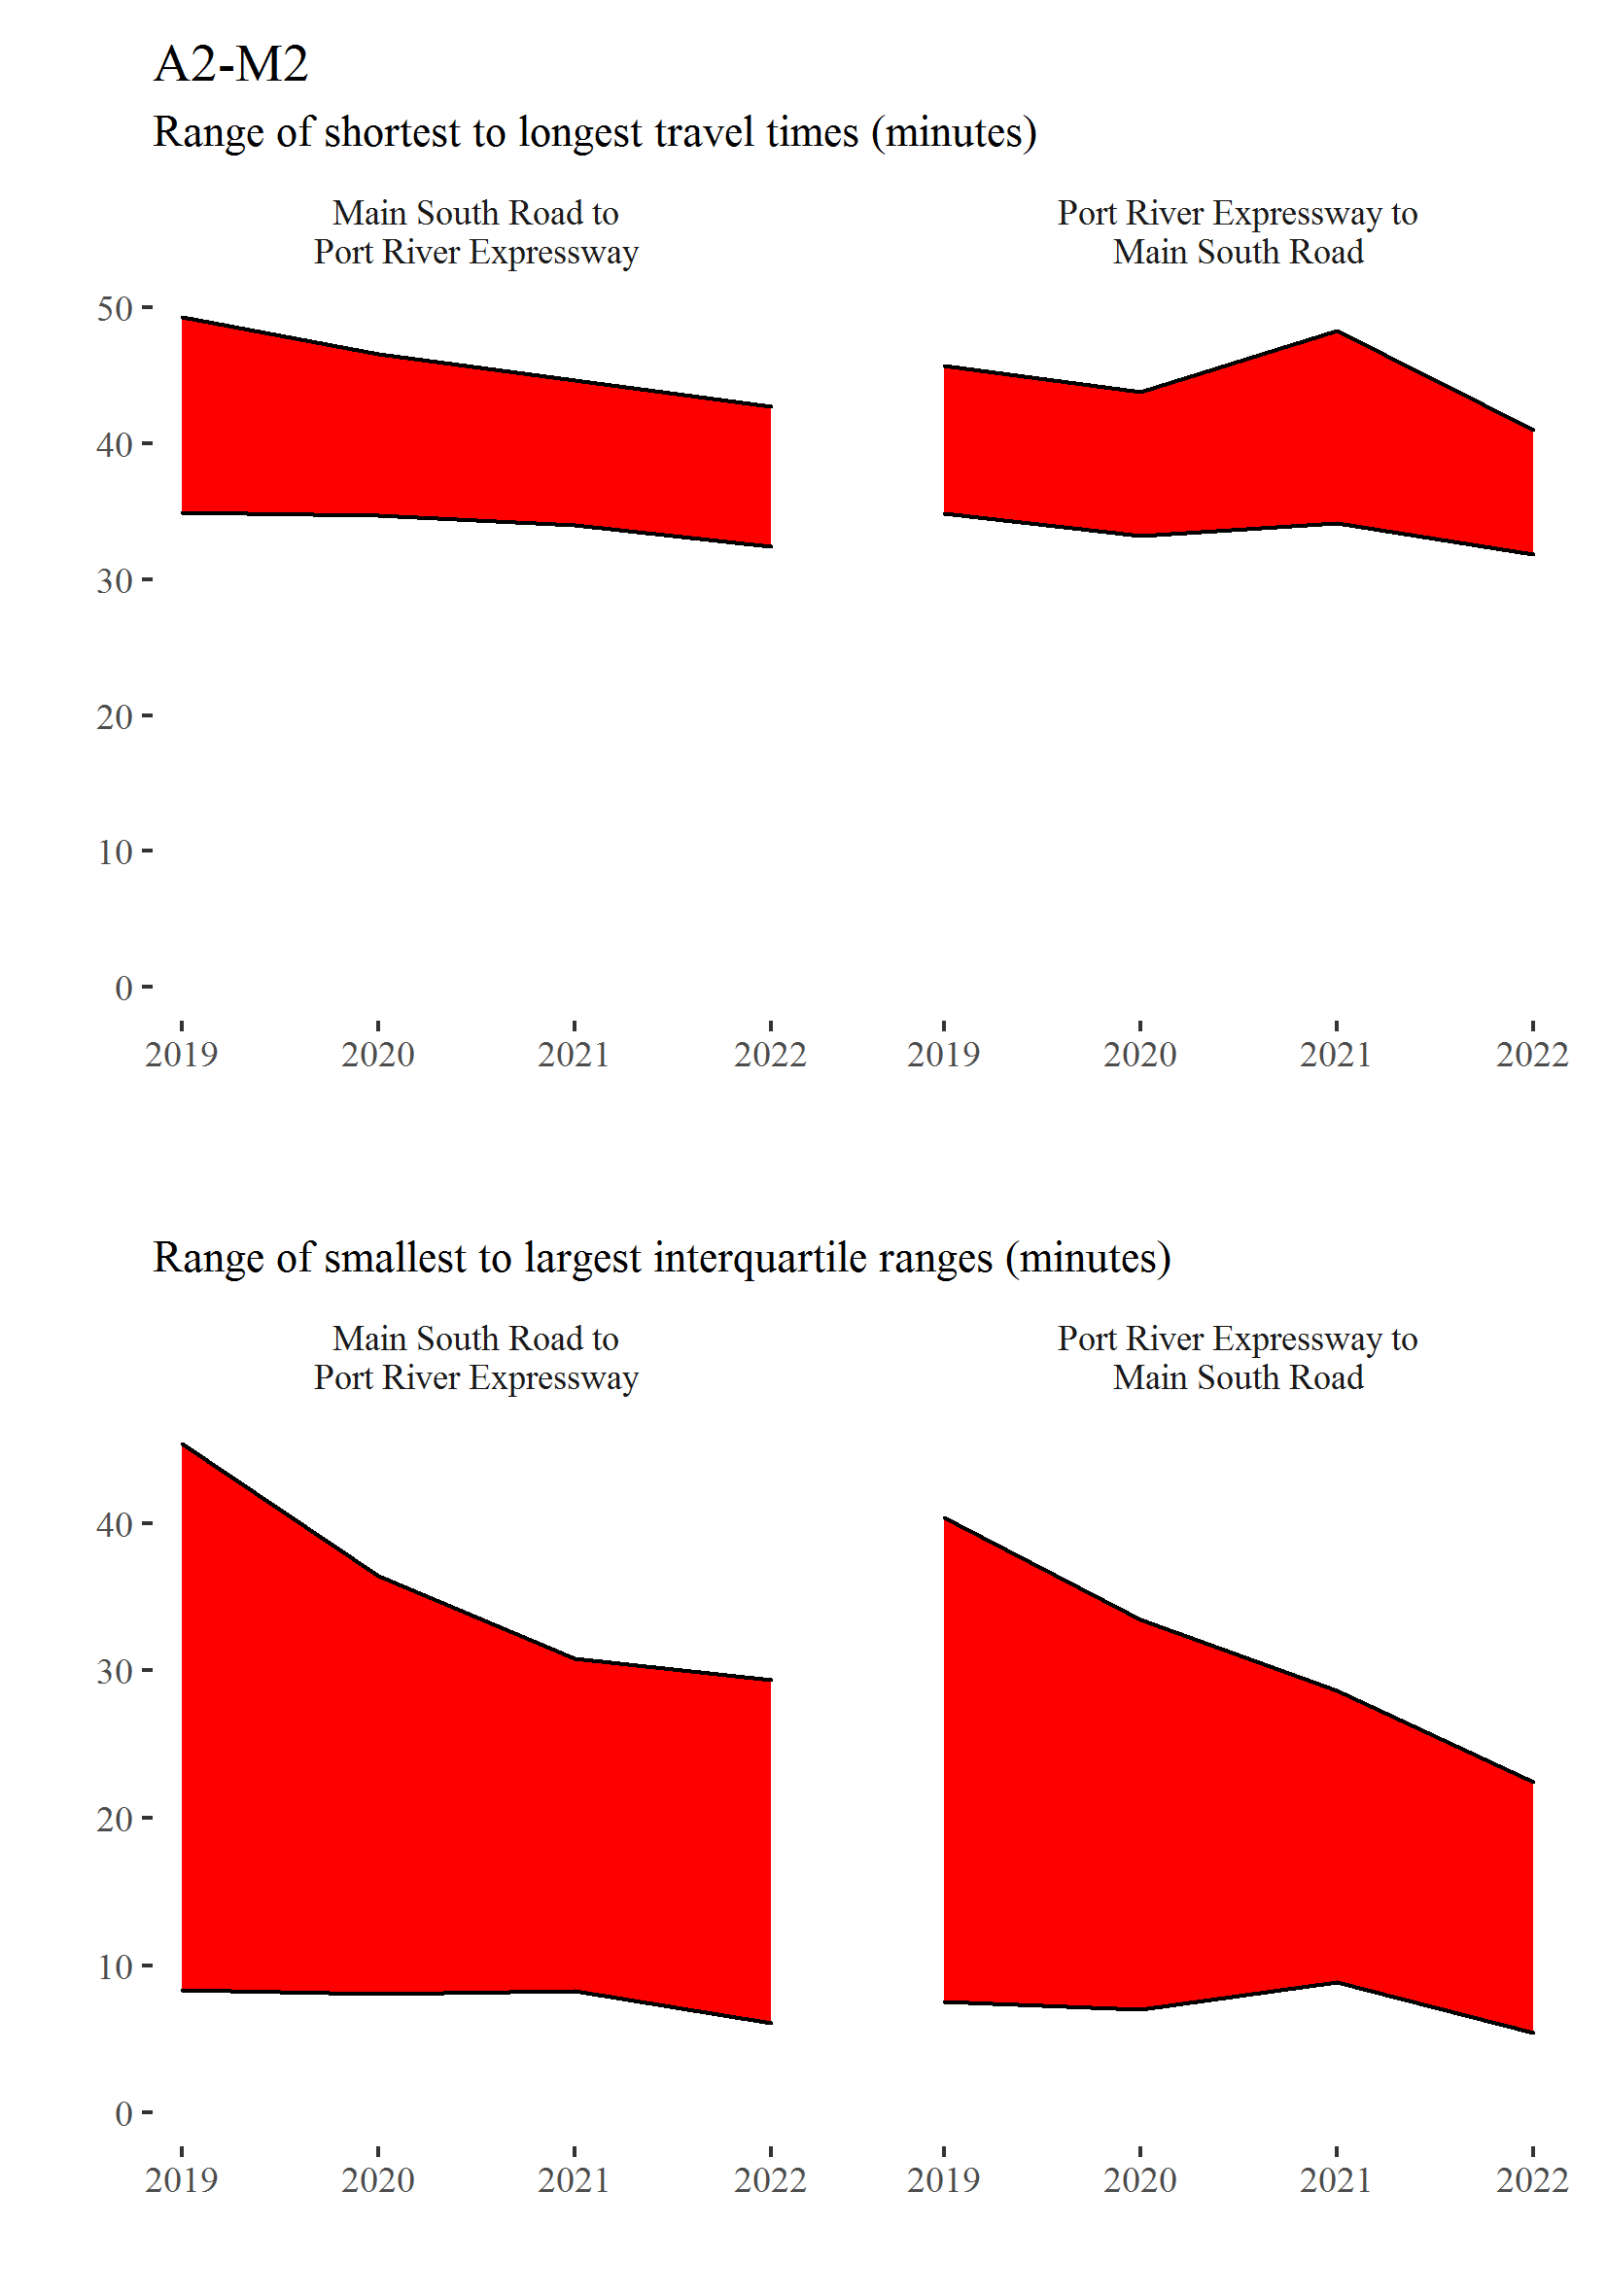 A2-M2
Range of shortest to longest travel times (minutes)
Main South Road to
Port River Expressway
Port River Expressway to
Main South Road
50
40
30
20
10
0
2019 2020 2021 2022 2019 2020 2021 2022
Range of smallest to largest interquartile ranges (minutes)
Main South Road to
Port River Expressway
Port River Expressway to
Main South Road
40
30
20
10
0
2019 2020 2021 2022 2019 2020 2021 2022